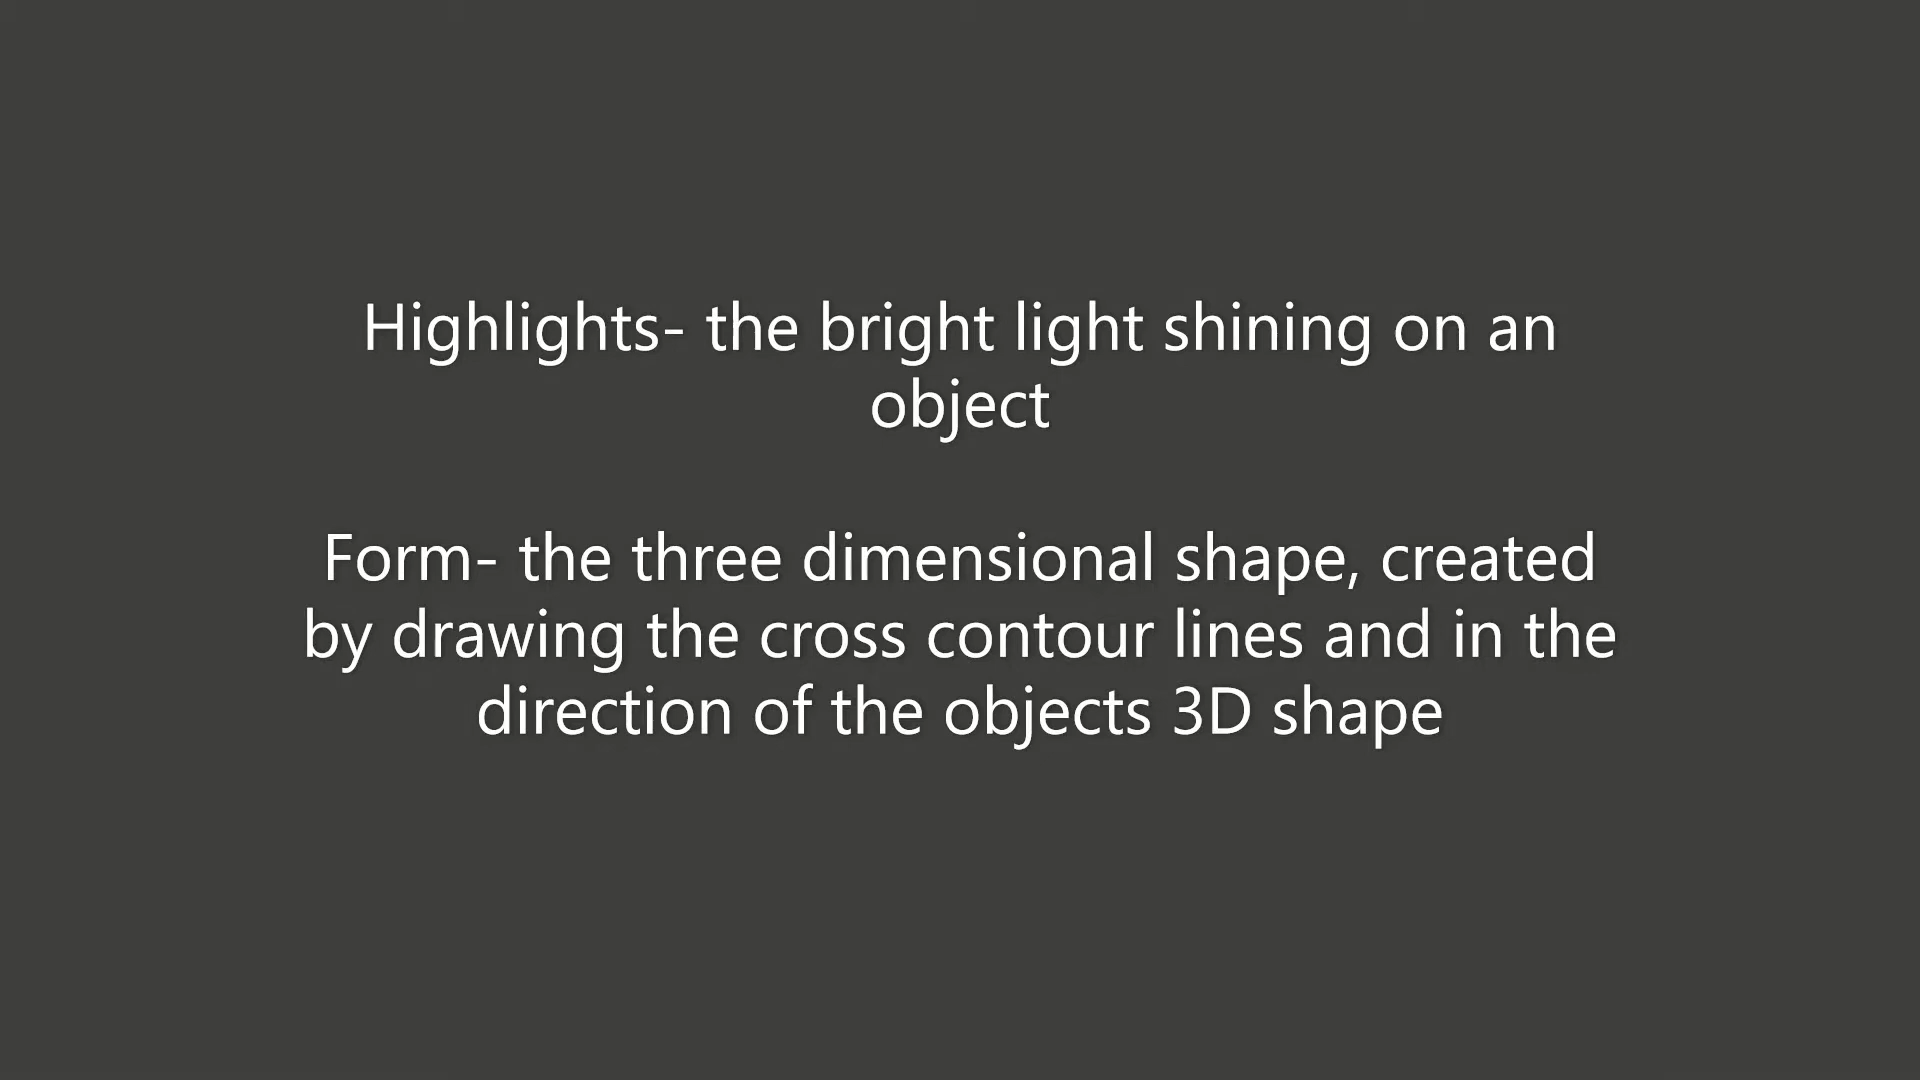 Highlights- the bright light shining on an
object
Form- the three dimensional shape, created
by drawing the cross contour lines and in the
direction of the objects 3D shape